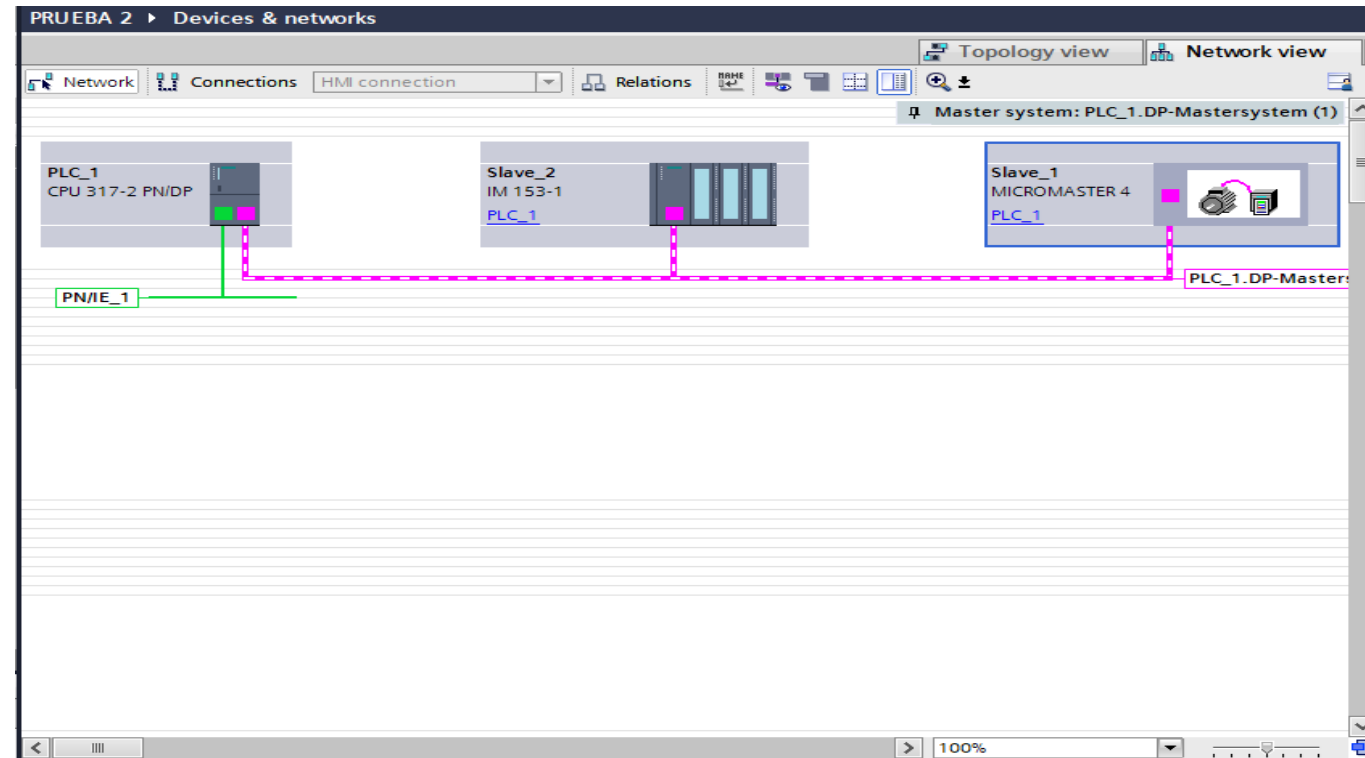 PRUEBA 2 ▸ Devices & networks
Topology view Network view
Network Connections HMI connection Relations
Master system: PLC_1.DP-Mastersystem (1)
PLC_1
CPU 317-2 PN/DP
Slave_2
IM 153-1
PLC_1
Slave_1
MICROMASTER 4
PLC_1
PLC_1.DP-Masters
PN/IE_1
100%